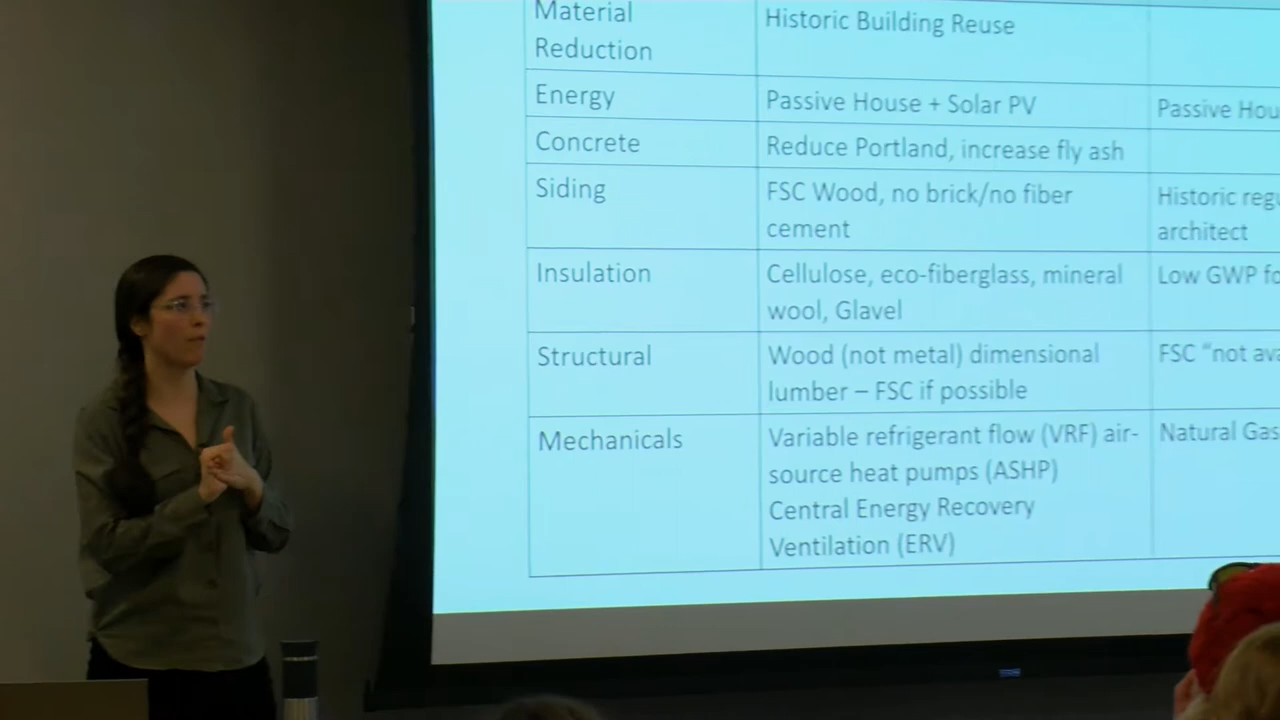 Material
Reduction
Historic Building Reuse
Energy
Passive House + Solar PV
Passive Hou
Concrete
Reduce Portland, increase fly ash
Siding
FSC Wood, no brick/no fiber
cement
Historic regu
architect
Insulation
Cellulose, eco-fiberglass, mineral
wool, Glavel
Low GWP fo
Structural
Wood (not metal) dimensional
lumber – FSC if possible
FSC "not ava
Mechanicals
Variable refrigerant flow (VRF) air-
source heat pumps (ASHP)
Central Energy Recovery
Ventilation (ERV)
Natural Gas